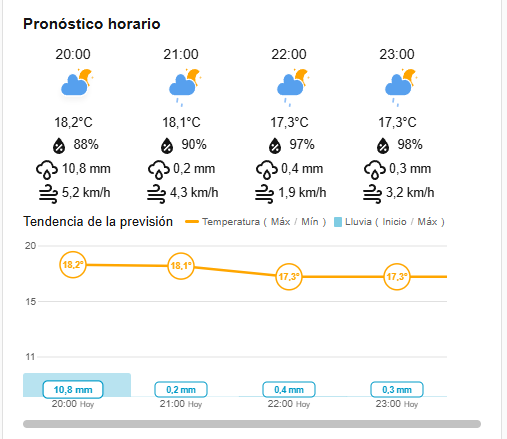 Pronóstico horario
20:00 21:00 22:00 23:00
18,2°C 18,1°C 17,3°C 17,3°C
88% 90% 97% 98%
10,8 mm 0,2 mm 0,4 mm 0,3 mm
5,2 km/h 4,3 km/h 1,9 km/h 3,2 km/h
Tendencia de la previsión Temperatura ( Máx / Mín ) Lluvia ( Inicio / Máx )
20
18,2° 18,1° 17,3° 17,3°
15
11
10,8 mm 0,2 mm 0,4 mm 0,3 mm
20:00 Hoy 21:00 Hoy 22:00 Hoy 23:00 Hoy